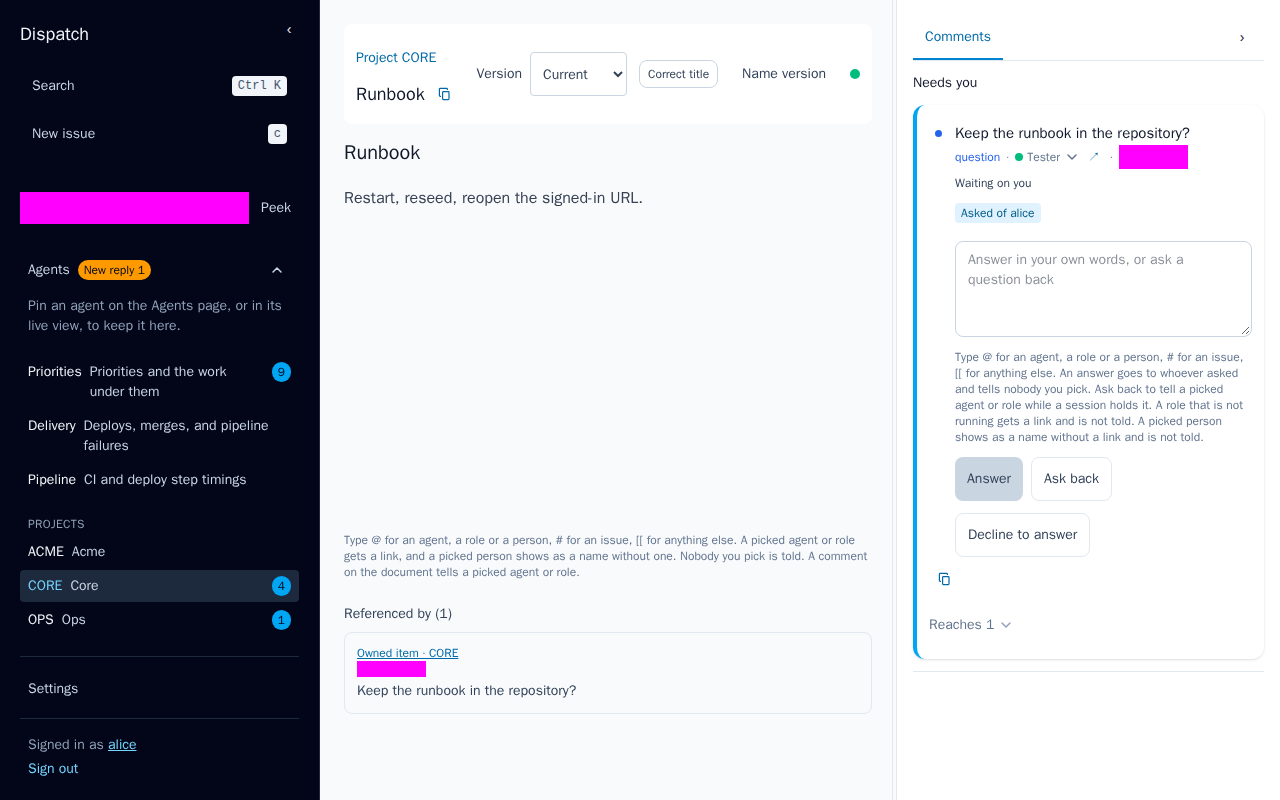 Dispatch
‹
Search
Ctrl K
New issue
c
Peek
Agents
New reply 1
Pin an agent on the Agents page, or in its
live view, to keep it here.
Priorities
Priorities and the work
under them
9
Delivery
Deploys, merges, and pipeline
failures
Pipeline
CI and deploy step timings
PROJECTS
ACME Acme
CORE Core
4
OPS Ops
1
Settings
Signed in as alice
Sign out
Project CORE
Runbook
Version
Current
Correct title
Name version
Runbook
Restart, reseed, reopen the signed-in URL.
Type @ for an agent, a role or a person, # for an issue, [[ for anything else. A picked agent or role
gets a link, and a picked person shows as a name without one. Nobody you pick is told. A comment
on the document tells a picked agent or role.
Referenced by (1)
Owned item · CORE
Keep the runbook in the repository?
Comments
›
Needs you
Keep the runbook in the repository?
question · Tester ↗ ·
Waiting on you
Asked of alice
Answer in your own words, or ask a
question back
Type @ for an agent, a role or a person, # for an issue,
[[ for anything else. An answer goes to whoever asked
and tells nobody you pick. Ask back to tell a picked
agent or role while a session holds it. A role that is not
running gets a link and is not told. A picked person
shows as a name without a link and is not told.
Answer
Ask back
Decline to answer
Reaches 1